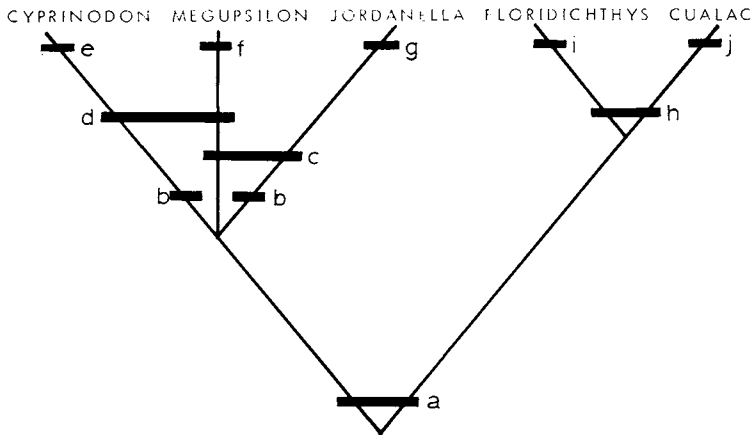 CYPRINODON MEGUPSILON JORDANELLA FLORIDICHTHYS CUALAC
e f g i j
d h
c
b b
a